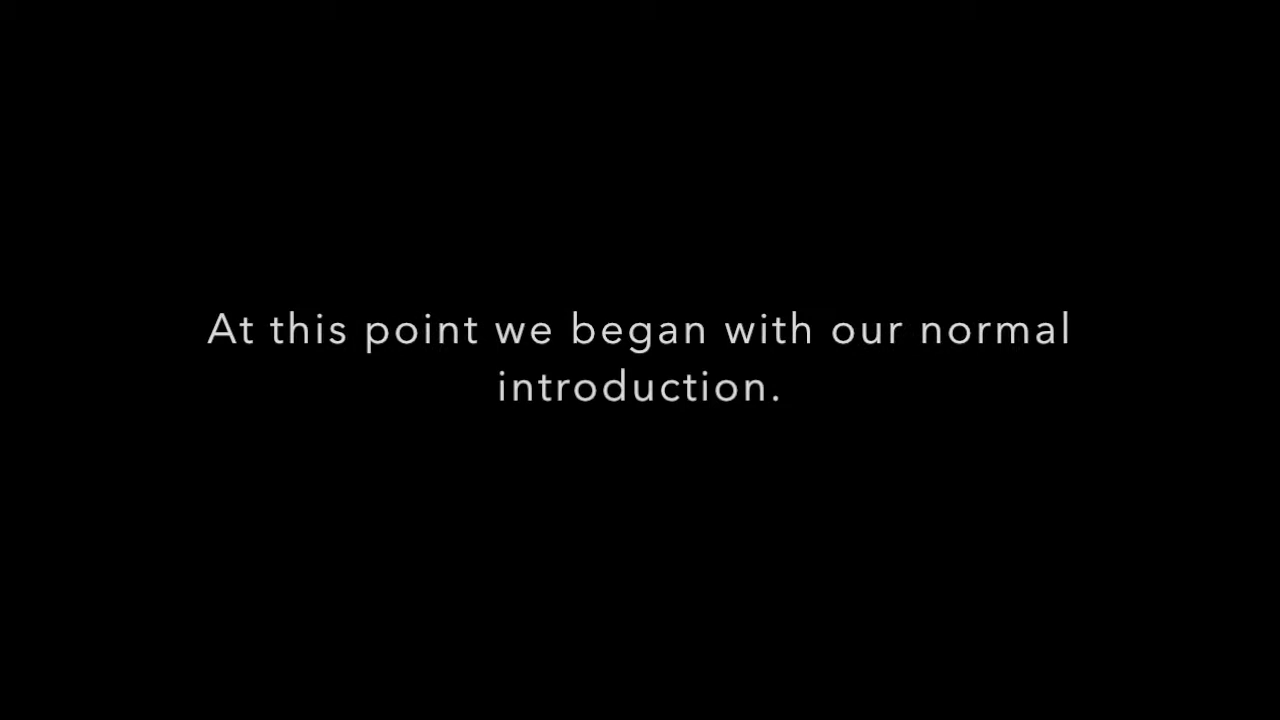 At this point we began with our normal
introduction.